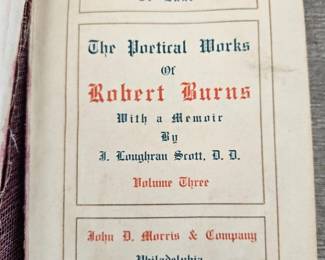 The Poetical Works
Of
Robert Burns
With a Memoir
By
J. Loughran Scott, D. D.
Volume Three
John D. Morris & Company
Philadelphia